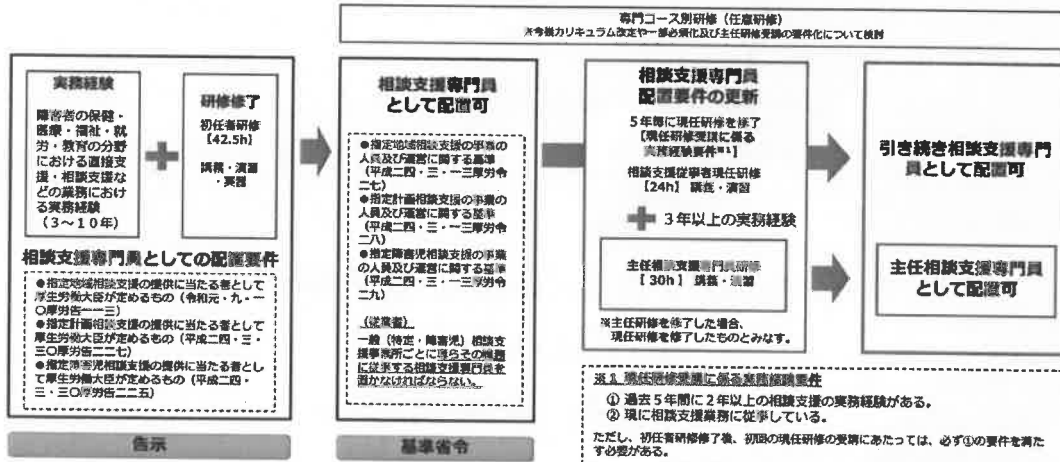 専門コース別研修(任意研修)
※今後カリキュラム改定や一部必須化及び主任研修受講の要件化について検討
実務経験
障害者の保健・
医療・福祉・就
労・教育の分野
における直接支
援・相談支援な
どの業務におけ
る実務経験
(3~10年)
研修修了
初任者研修
【42.5h】
講義・演習
・実習
相談支援専門員としての配置要件
●指定地域相談支援の提供に当たる者として
厚生労働大臣が定めるもの(令和元・九・一
〇厚労告一一三)
●指定計画相談支援の提供に当たる者として
厚生労働大臣が定めるもの(平成二四・三・
三〇厚労告二二七)
●指定障害児相談支援の提供に当たる者とし
て厚生労働大臣が定めるもの(平成二四・
三・三〇厚労告二二五)
告示
相談支援専門員
として配置可
●指定地域相談支援の事業の
人員及び運営に関する基準
(平成二四・三・一三厚労令
二七)
●指定計画相談支援の事業の
人員及び運営に関する基準
(平成二四・三・一三厚労令
二八)
●指定障害児相談支援の事業
の人員及び運営に関する基準
(平成二四・三・一三厚労令
二九)
(従業者)
一般(特定・障害児)相談支
援事業所ごとに専らその職務
に従事する相談支援専門員を
置かなければならない。
基準省令
相談支援専門員
配置要件の更新
5年毎に現任研修を修了
【現任研修受講に係る
実務経験要件※1】
相談支援従事者現任研修
【24h】 講義・演習
3年以上の実務経験
主任相談支援専門員研修
【30h】 講義・演習
※主任研修を修了した場合、
現任研修を修了したものとみなす。
引き続き相談支援専門
員として配置可
主任相談支援専門員
として配置可
※1 現任研修受講に係る実務経験要件
① 過去5年間に2年以上の相談支援の実務経験がある。
② 現に相談支援業務に従事している。
ただし、初任者研修修了後、初回の現任研修の受講にあたっては、必ず①の要件を満た
す必要がある。